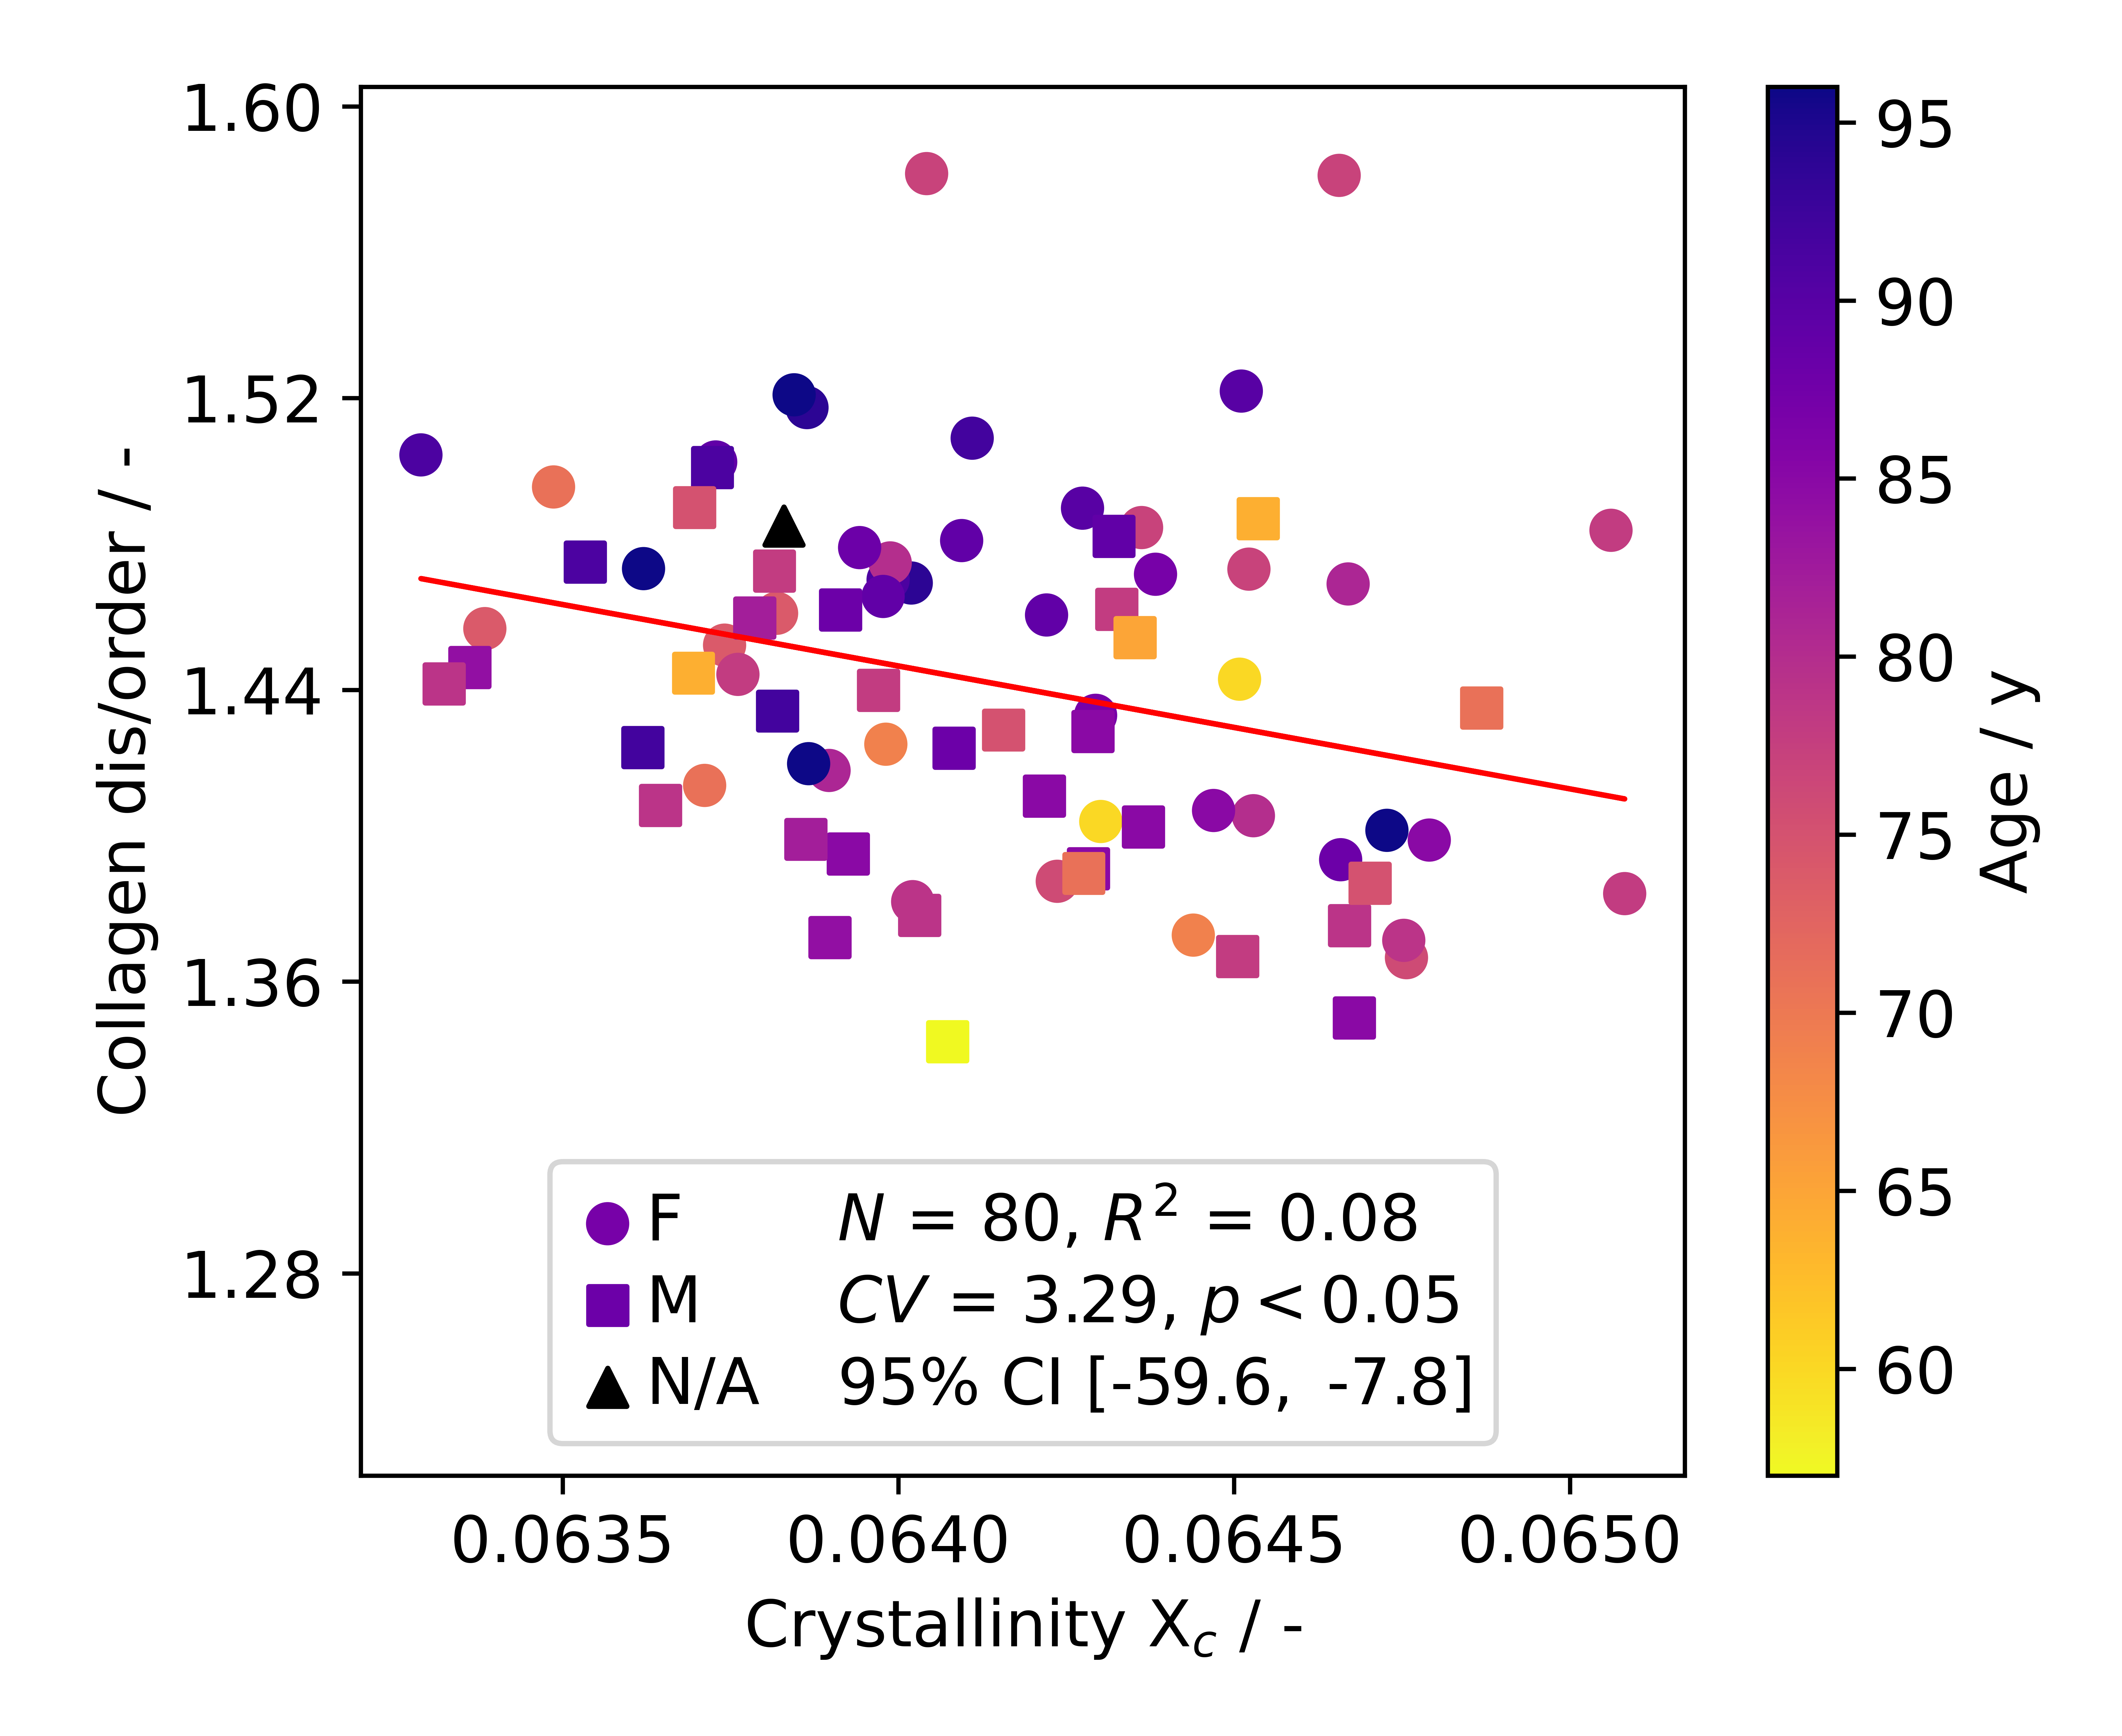 1.60
1.52
1.44
1.36
1.28
Collagen dis/order / -
0.0635 0.0640 0.0645 0.0650
Crystallinity X_c / -
F N = 80, R² = 0.08
M CV = 3.29, p < 0.05
N/A 95% CI [-59.6, -7.8]
95
90
85
80
75
70
65
60
Age / y